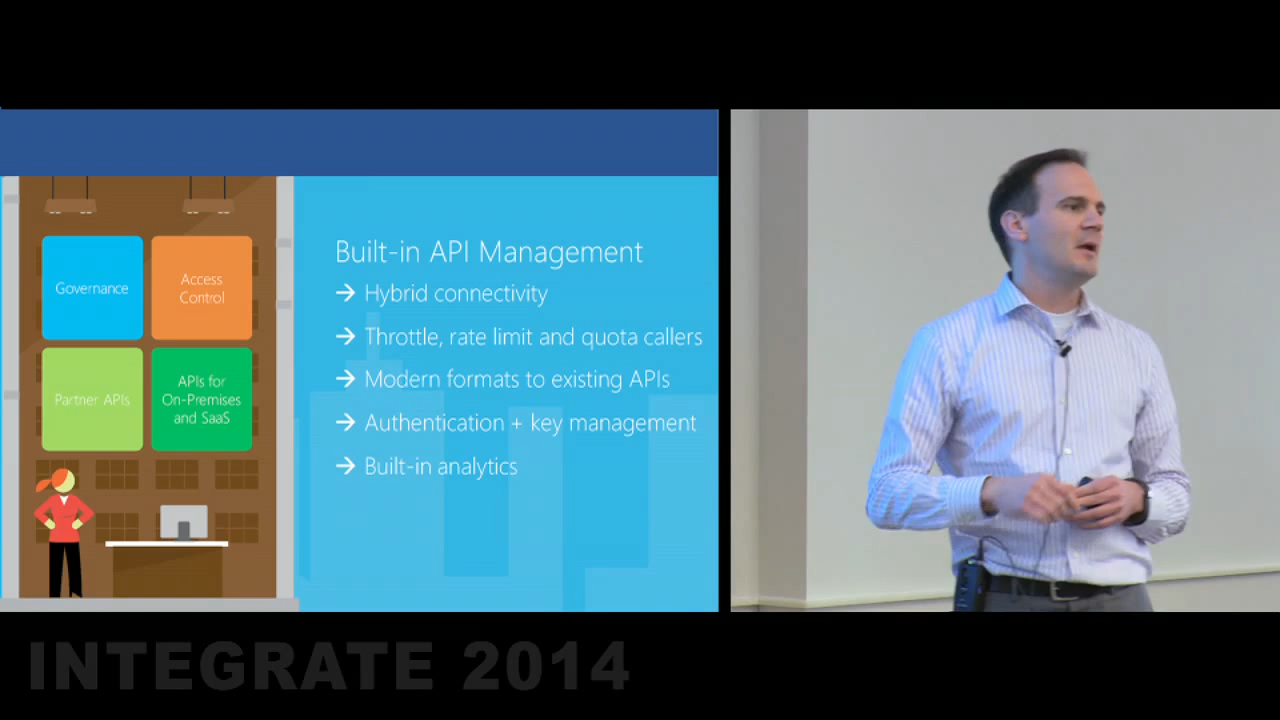 Governance
Access
Control
Partner APIs
APIs for
On-Premises
and SaaS
Built-in API Management
→ Hybrid connectivity
→ Throttle, rate limit and quota callers
→ Modern formats to existing APIs
→ Authentication + key management
→ Built-in analytics
INTEGRATE 2014